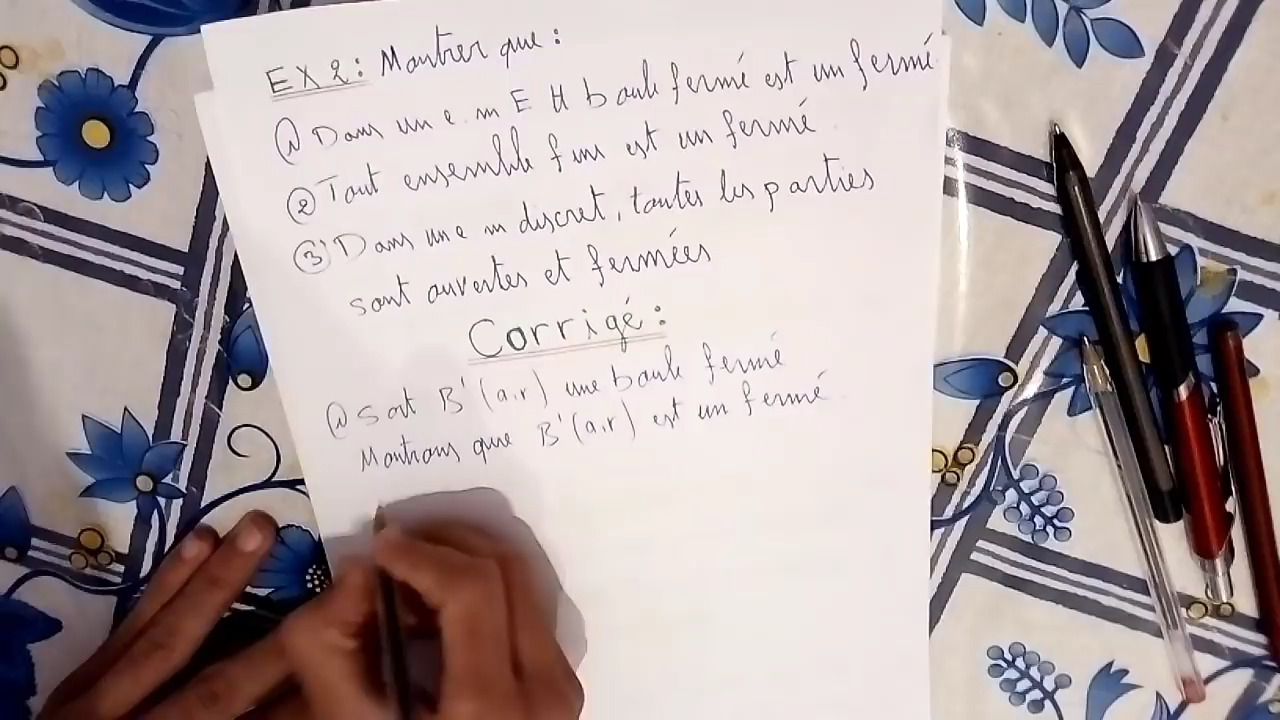 EX2: Montrer que :
① Dans un e.m E ∀ boule fermé est un fermé.
② Tout ensemble fini est un fermé.
③ Dans un e m discret, toutes les parties
sont ouvertes et fermées
Corrigé :
① Soit B'(a,r) une boule fermé
Montrons que B'(a,r) est un fermé.